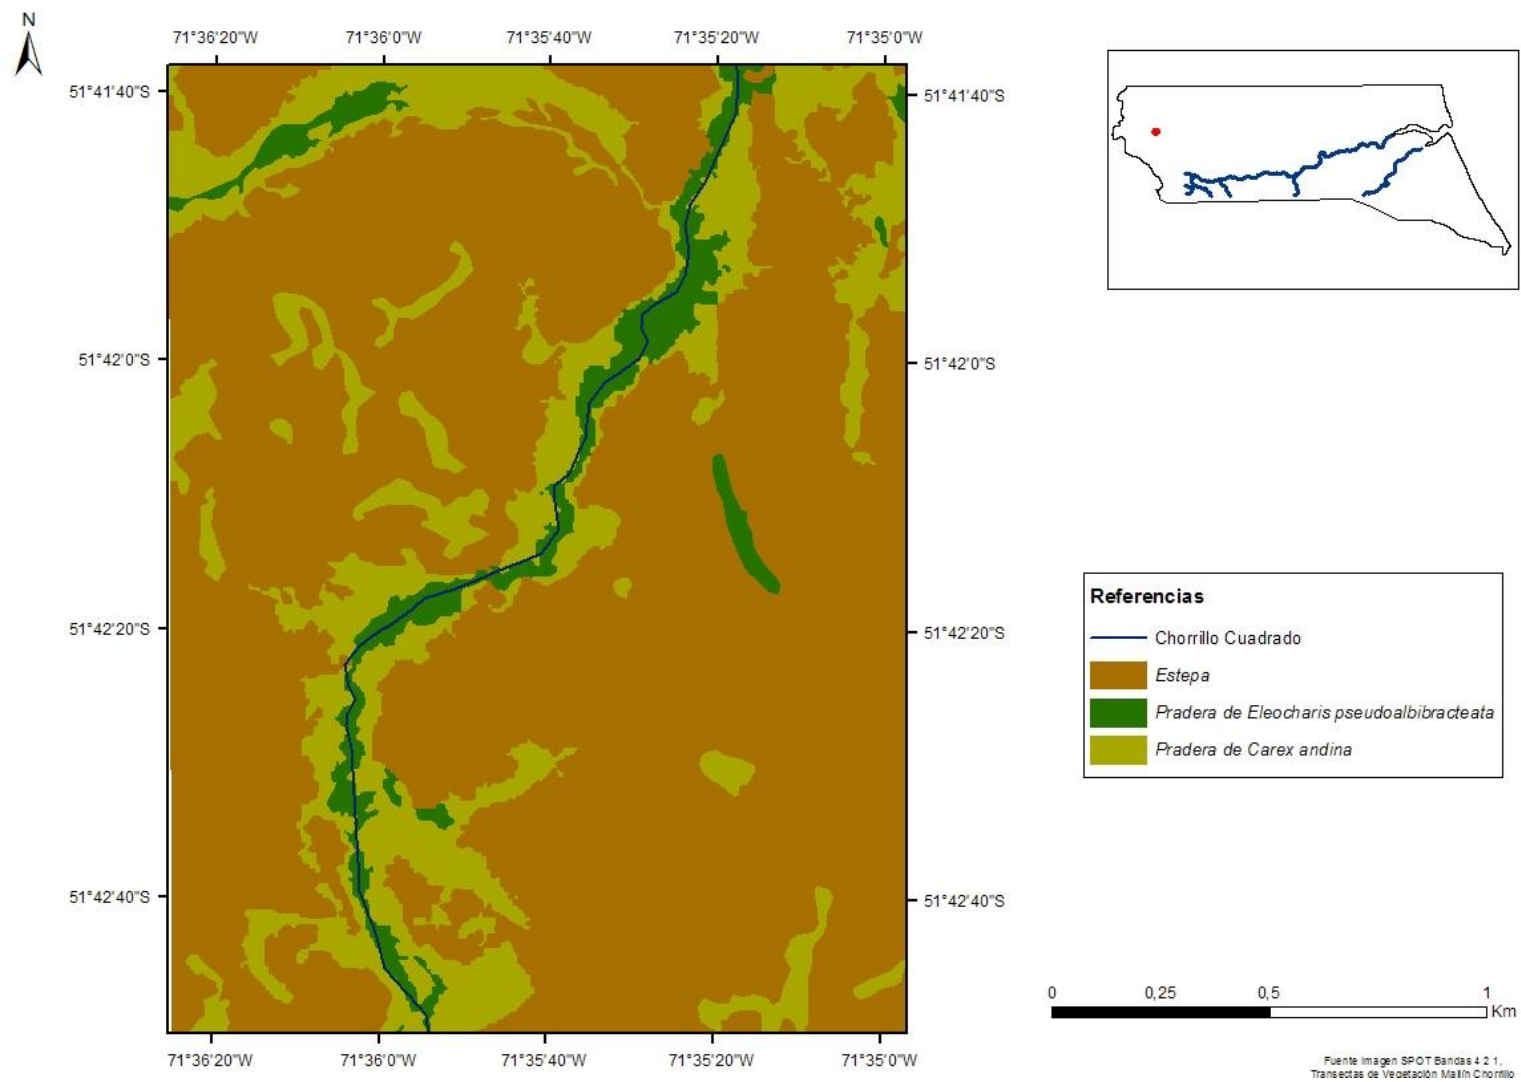 N
71°36'20"W 71°36'0"W 71°35'40"W 71°35'20"W 71°35'0"W
51°41'40"S 51°41'40"S
51°42'0"S 51°42'0"S
51°42'20"S 51°42'20"S
51°42'40"S 51°42'40"S
71°36'20"W 71°36'0"W 71°35'40"W 71°35'20"W 71°35'0"W
Referencias
Chorrillo Cuadrado
Estepa
Pradera de Eleocharis pseudoalbibracteata
Pradera de Carex andina
0 0,25 0,5 1
Km
Fuente Imagen SPOT Bandas 4 2 1,
Transectas de Vegetación Mallín Chorrillo